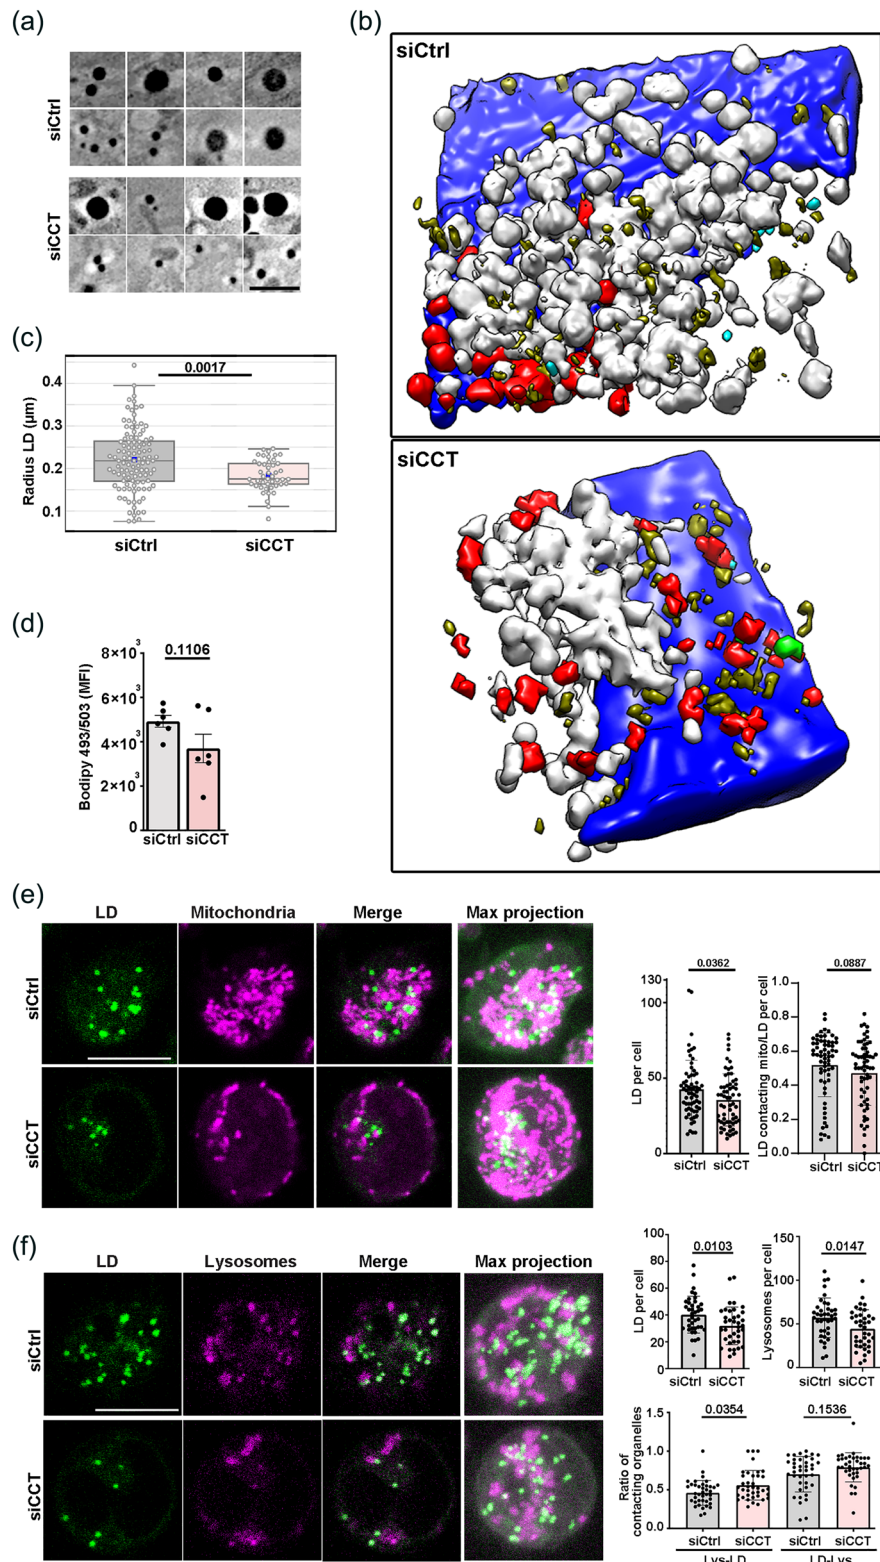 (a)
siCtrl
siCCT
(b)
siCtrl
siCCT
(c)
0.0017
Radius LD (µm)
0.4
0.3
0.2
0.1
siCtrl
siCCT
(d)
0.1106
Bodipy 493/503 (MFI)
8×10³
6×10³
4×10³
2×10³
0
siCtrl
siCCT
(e)
LD
Mitochondria
Merge
Max projection
siCtrl
siCCT
0.0362
LD per cell
130
100
50
0
siCtrl
siCCT
0.0887
LD contacting mito/LD per cell
1.0
0.8
0.6
0.4
0.2
0.0
siCtrl
siCCT
(f)
LD
Lysosomes
Merge
Max projection
siCtrl
siCCT
0.0103
LD per cell
100
80
60
40
20
0
siCtrl
siCCT
0.0147
Lysosomes per cell
150
100
50
0
siCtrl
siCCT
0.0354
0.1536
Ratio of
contacting organelles
1.5
1.0
0.5
0.0
siCtrl
siCCT
siCtrl
siCCT
Lys-LD
LD-Lys